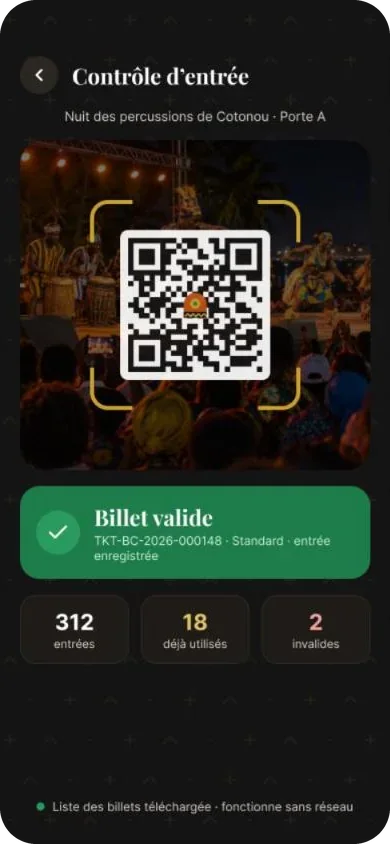 Contrôle d’entrée
Nuit des percussions de Cotonou · Porte A
Billet valide
TKT-BC-2026-000148 · Standard · entrée
enregistrée
312
entrées
18
déjà utilisés
2
invalides
Liste des billets téléchargée · fonctionne sans réseau